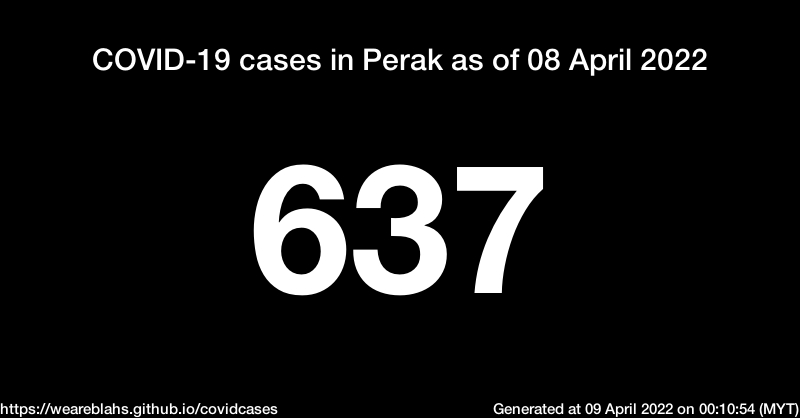 COVID-19 cases in Perak as of 08 April 2022
637
https://weareblahs.github.io/covidcases
Generated at 09 April 2022 on 00:10:54 (MYT)